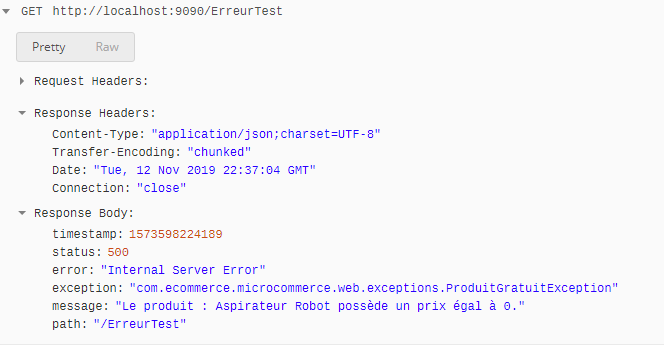 GET http://localhost:9090/ErreurTest
Pretty Raw
Request Headers:
Response Headers:
Content-Type: "application/json;charset=UTF-8"
Transfer-Encoding: "chunked"
Date: "Tue, 12 Nov 2019 22:37:04 GMT"
Connection: "close"
Response Body:
timestamp: 1573598224189
status: 500
error: "Internal Server Error"
exception: "com.ecommerce.microcommerce.web.exceptions.ProduitGratuitException"
message: "Le produit : Aspirateur Robot possède un prix égal à 0."
path: "/ErreurTest"